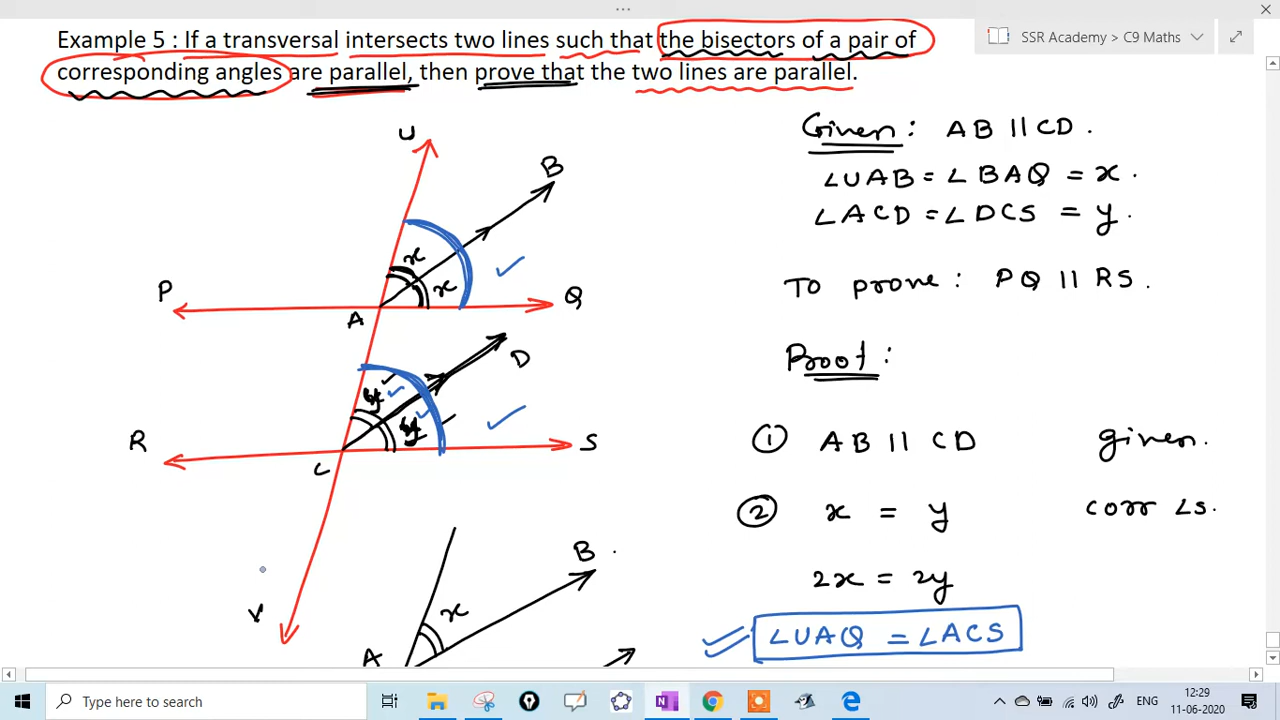 Example 5 : If a transversal intersects two lines such that the bisectors of a pair of
corresponding angles are parallel, then prove that the two lines are parallel.
SSR Academy > C9 Maths
Given: AB || CD.
∠UAB = ∠BAQ = x.
∠ACD = ∠DCS = y.
To prove: PQ || RS.
Proof:
① AB || CD given.
② x = y corr ∠s.
2x = 2y
∠UAQ = ∠ACS
U
B
x
x
P
Q
A
D
y
y
R
S
C
V
B
x
A
Type here to search
12:29
11-06-2020